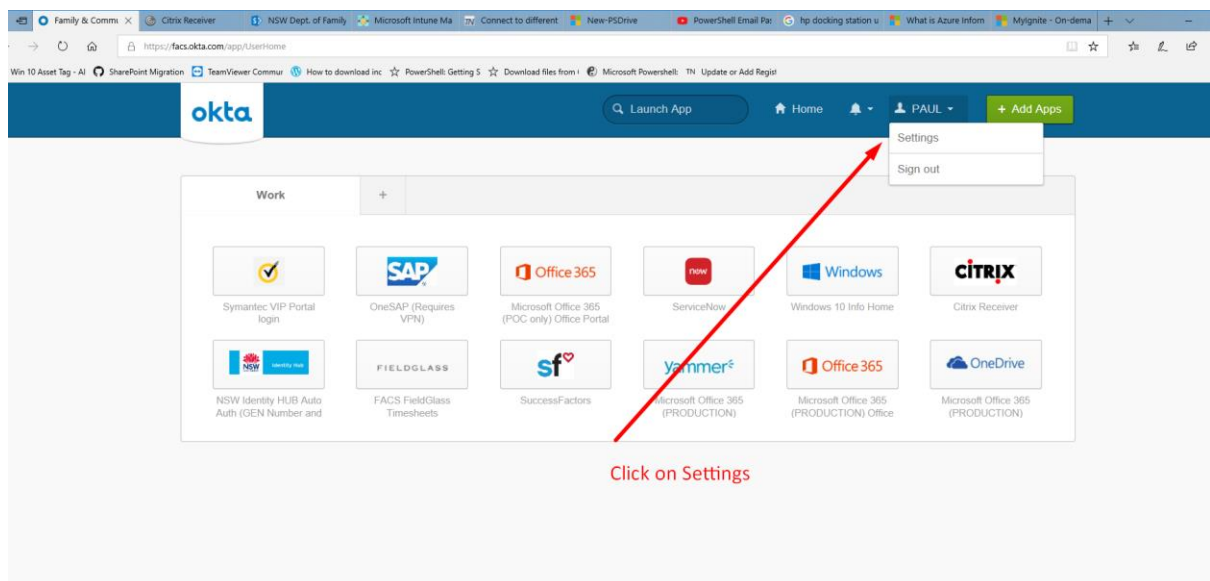 Family & Commu
Citrix Receiver
NSW Dept. of Family
Microsoft Intune Ma
Connect to different
New-PSDrive
PowerShell Email Pa
hp docking station u
What is Azure Inform
Myignite - On-dema
https://facs.okta.com/app/UserHome
Win 10 Asset Tag - Al
SharePoint Migration
TeamViewer Commur
How to download inc
PowerShell: Getting S
Download files from
Microsoft Powershell:
TN Update or Add Regist
okta
Launch App
Home
PAUL
+ Add Apps
Settings
Sign out
Work
+
SAP
Office 365
now
Windows
CITRIX
Symantec VIP Portal
login
OneSAP (Requires
VPN)
Microsoft Office 365
(POC only) Office Portal
ServiceNow
Windows 10 Info Home
Citrix Receiver
NSW
Identity Hub
FIELDGLASS
sf
yammer
Office 365
OneDrive
NSW Identity HUB Auto
Auth (GEN Number and
FACS FieldGlass
Timesheets
SuccessFactors
Microsoft Office 365
(PRODUCTION)
Microsoft Office 365
(PRODUCTION) Office
Microsoft Office 365
(PRODUCTION)
Click on Settings